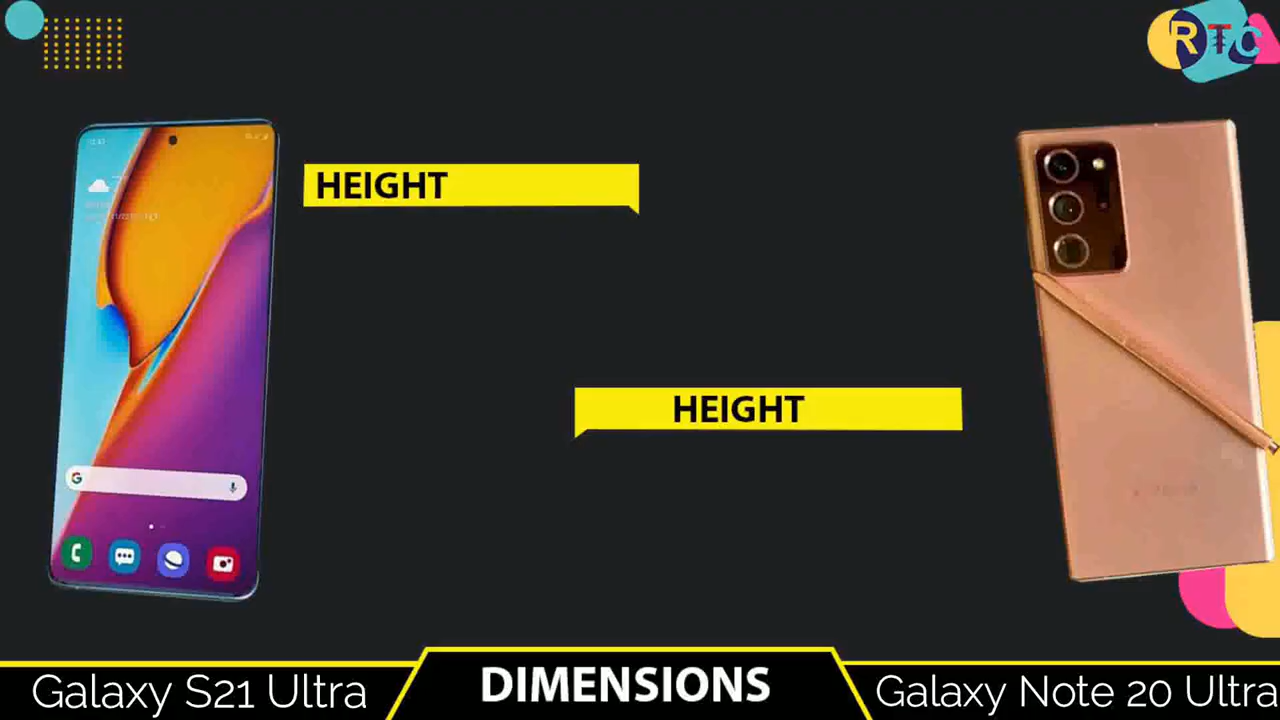 RTC
HEIGHT
HEIGHT
Galaxy S21 Ultra
DIMENSIONS
Galaxy Note 20 Ultra